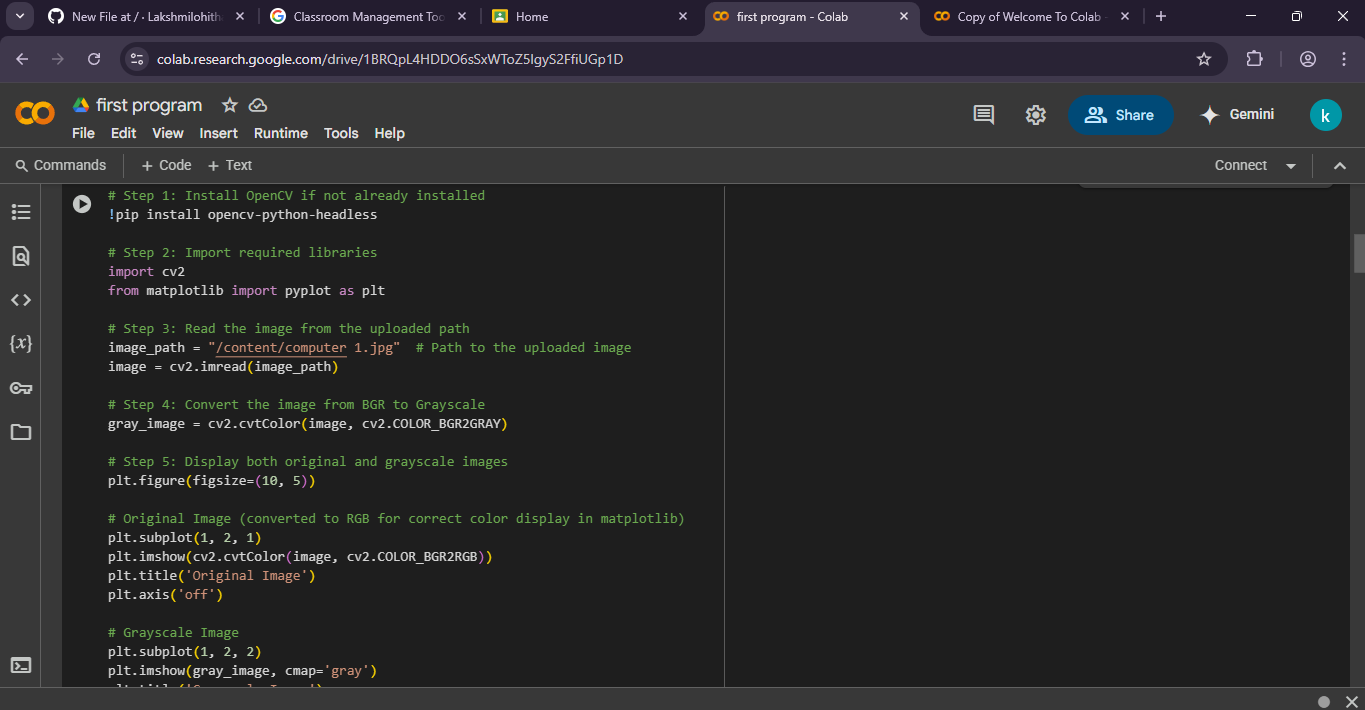 New File at / · Lakshmilohith
Classroom Management Too
Home
first program - Colab
Copy of Welcome To Colab
colab.research.google.com/drive/1BRQpL4HDDO6sSxWToZ5IgyS2FfiUGp1D
first program
File Edit View Insert Runtime Tools Help
Share
Gemini
k
Commands + Code + Text
Connect
# Step 1: Install OpenCV if not already installed
!pip install opencv-python-headless
# Step 2: Import required libraries
import cv2
from matplotlib import pyplot as plt
# Step 3: Read the image from the uploaded path
image_path = "/content/computer 1.jpg"  # Path to the uploaded image
image = cv2.imread(image_path)
# Step 4: Convert the image from BGR to Grayscale
gray_image = cv2.cvtColor(image, cv2.COLOR_BGR2GRAY)
# Step 5: Display both original and grayscale images
plt.figure(figsize=(10, 5))
# Original Image (converted to RGB for correct color display in matplotlib)
plt.subplot(1, 2, 1)
plt.imshow(cv2.cvtColor(image, cv2.COLOR_BGR2RGB))
plt.title('Original Image')
plt.axis('off')
# Grayscale Image
plt.subplot(1, 2, 2)
plt.imshow(gray_image, cmap='gray')